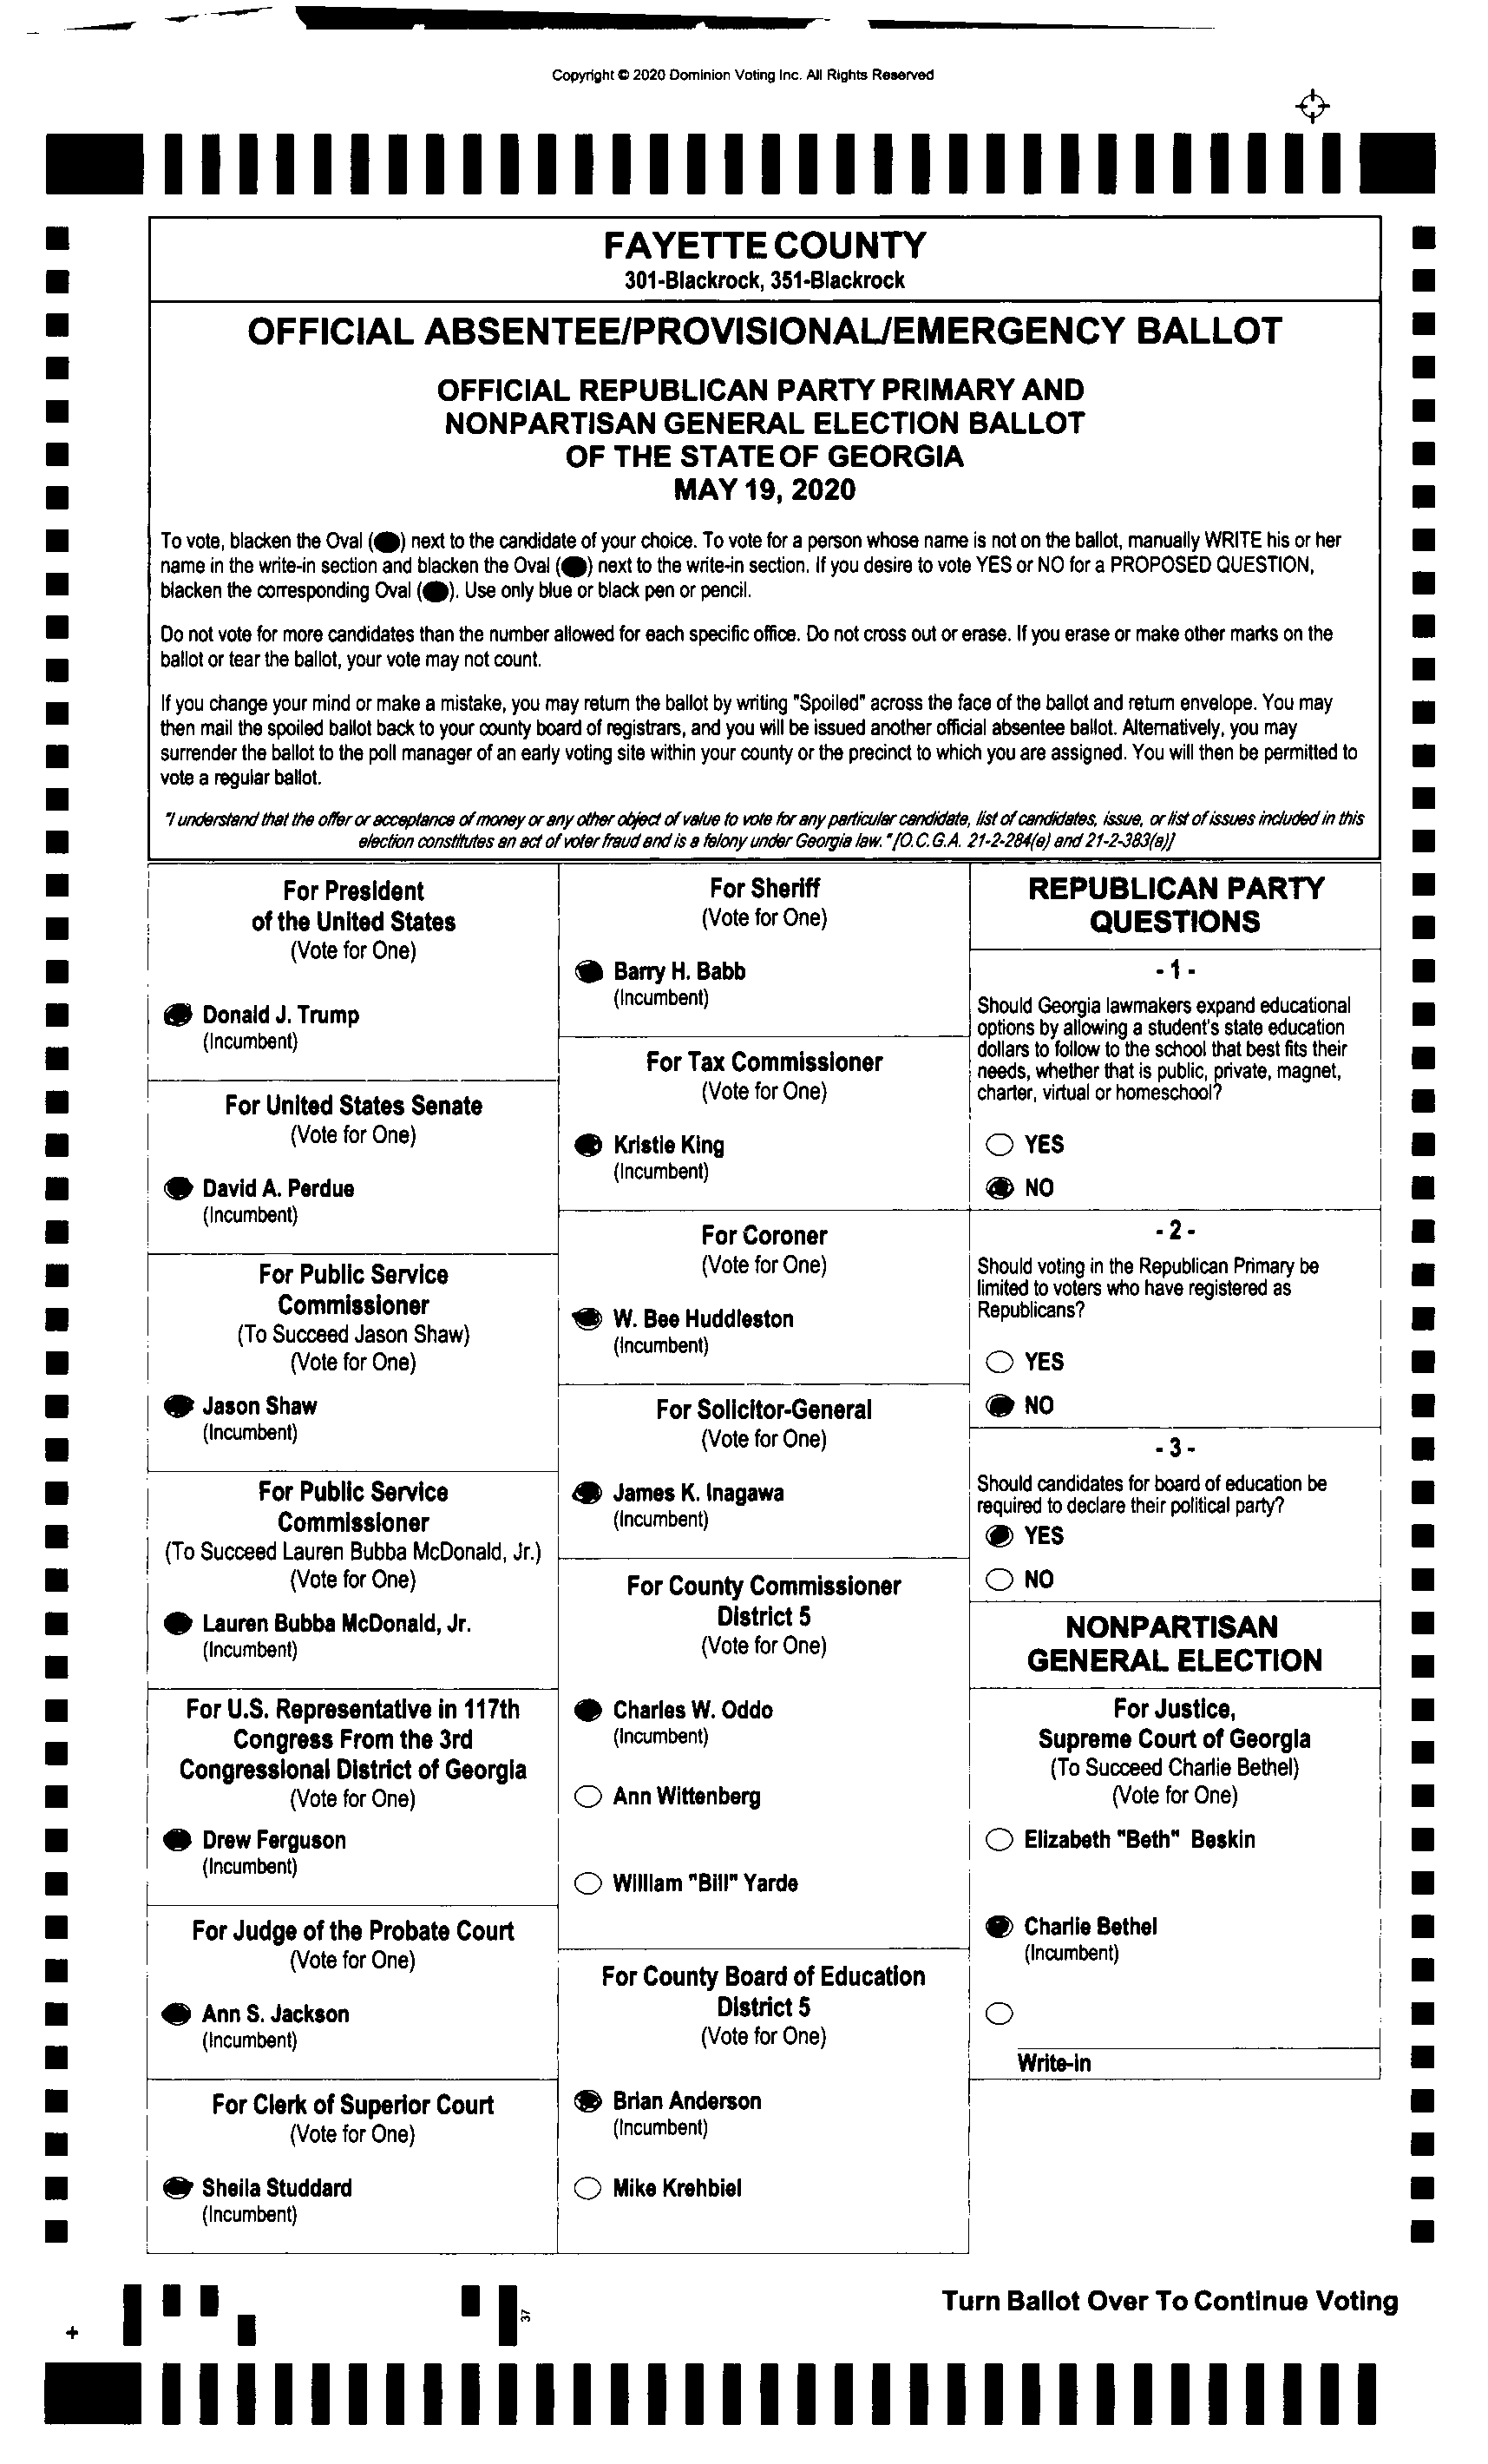 Copyright © 2020 Dominion Voting Inc. All Rights Reserved
FAYETTE COUNTY
301-Blackrock, 351-Blackrock
OFFICIAL ABSENTEE/PROVISIONAL/EMERGENCY BALLOT
OFFICIAL REPUBLICAN PARTY PRIMARY AND
NONPARTISAN GENERAL ELECTION BALLOT
OF THE STATE OF GEORGIA
MAY 19, 2020
To vote, blacken the Oval ( ) next to the candidate of your choice. To vote for a person whose name is not on the ballot, manually WRITE his or her
name in the write-in section and blacken the Oval ( ) next to the write-in section. If you desire to vote YES or NO for a PROPOSED QUESTION,
blacken the corresponding Oval ( ). Use only blue or black pen or pencil.
Do not vote for more candidates than the number allowed for each specific office. Do not cross out or erase. If you erase or make other marks on the
ballot or tear the ballot, your vote may not count.
If you change your mind or make a mistake, you may return the ballot by writing "Spoiled" across the face of the ballot and return envelope. You may
then mail the spoiled ballot back to your county board of registrars, and you will be issued another official absentee ballot. Alternatively, you may
surrender the ballot to the poll manager of an early voting site within your county or the precinct to which you are assigned. You will then be permitted to
vote a regular ballot.
"I understand that the offer or acceptance of money or any other object of value to vote for any particular candidate, list of candidates, issue, or list of issues included in this
election constitutes an act of voter fraud and is a felony under Georgia law." [O.C.G.A. 21-2-284(e) and 21-2-383(a)]
For President
of the United States
(Vote for One)
Donald J. Trump
(Incumbent)
For United States Senate
(Vote for One)
David A. Perdue
(Incumbent)
For Public Service
Commissioner
(To Succeed Jason Shaw)
(Vote for One)
Jason Shaw
(Incumbent)
For Public Service
Commissioner
(To Succeed Lauren Bubba McDonald, Jr.)
(Vote for One)
Lauren Bubba McDonald, Jr.
(Incumbent)
For U.S. Representative in 117th
Congress From the 3rd
Congressional District of Georgia
(Vote for One)
Drew Ferguson
(Incumbent)
For Judge of the Probate Court
(Vote for One)
Ann S. Jackson
(Incumbent)
For Clerk of Superior Court
(Vote for One)
Sheila Studdard
(Incumbent)
For Sheriff
(Vote for One)
Barry H. Babb
(Incumbent)
For Tax Commissioner
(Vote for One)
Kristie King
(Incumbent)
For Coroner
(Vote for One)
W. Bee Huddleston
(Incumbent)
For Solicitor-General
(Vote for One)
James K. Inagawa
(Incumbent)
For County Commissioner
District 5
(Vote for One)
Charles W. Oddo
(Incumbent)
Ann Wittenberg
William "Bill" Yarde
For County Board of Education
District 5
(Vote for One)
Brian Anderson
(Incumbent)
Mike Krehbiel
REPUBLICAN PARTY
QUESTIONS
- 1 -
Should Georgia lawmakers expand educational
options by allowing a student's state education
dollars to follow to the school that best fits their
needs, whether that is public, private, magnet,
charter, virtual or homeschool?
YES
NO
- 2 -
Should voting in the Republican Primary be
limited to voters who have registered as
Republicans?
YES
NO
- 3 -
Should candidates for board of education be
required to declare their political party?
YES
NO
NONPARTISAN
GENERAL ELECTION
For Justice,
Supreme Court of Georgia
(To Succeed Charlie Bethel)
(Vote for One)
Elizabeth "Beth" Beskin
Charlie Bethel
(Incumbent)
Write-in
37
Turn Ballot Over To Continue Voting